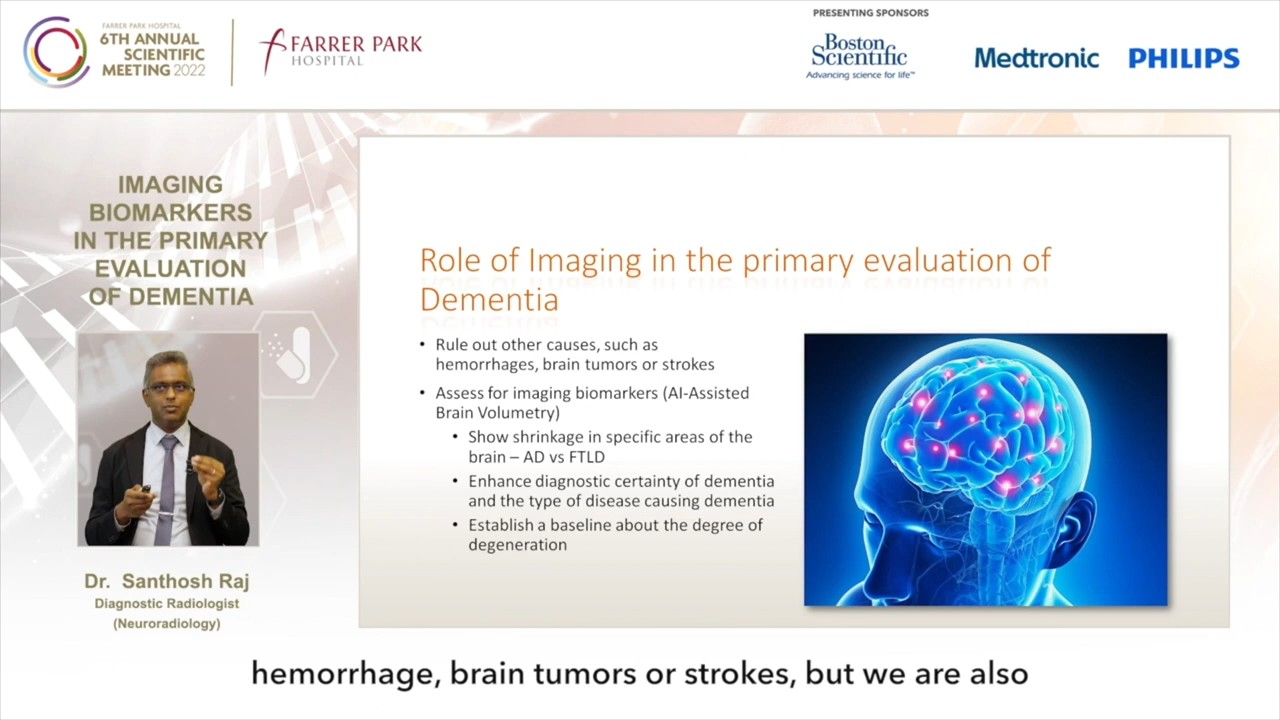 FARRER PARK HOSPITAL
6TH ANNUAL
SCIENTIFIC
MEETING 2022
FARRER PARK
HOSPITAL
PRESENTING SPONSORS
Boston
Scientific
Advancing science for life™
Medtronic
PHILIPS
IMAGING
BIOMARKERS
IN THE PRIMARY
EVALUATION
OF DEMENTIA
Dr. Santhosh Raj
Diagnostic Radiologist
(Neuroradiology)
Role of Imaging in the primary evaluation of
Dementia
• Rule out other causes, such as
hemorrhages, brain tumors or strokes
• Assess for imaging biomarkers (AI-Assisted
Brain Volumetry)
• Show shrinkage in specific areas of the
brain – AD vs FTLD
• Enhance diagnostic certainty of dementia
and the type of disease causing dementia
• Establish a baseline about the degree of
degeneration
hemorrhage, brain tumors or strokes, but we are also